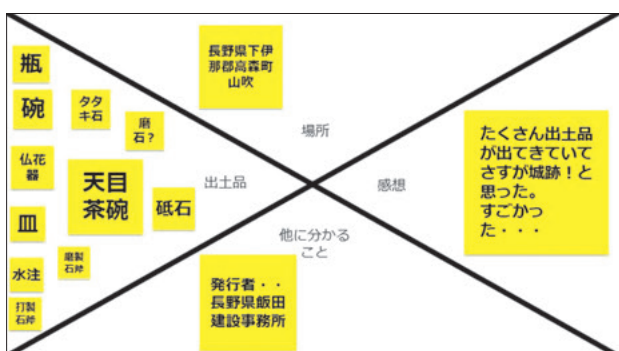 長野県下伊
那郡高森町
山吹
場所
瓶
碗
タタ
キ石
磨
石？
仏花
器
天目
茶碗
砥石
皿
磨製
石斧
水注
打製
石斧
出土品
感想
たくさん出土品
が出てきていて
さすが城跡！と
思った。
すごかっ
た・・・
他に分かる
こと
発行者・・
長野県飯田
建設事務所